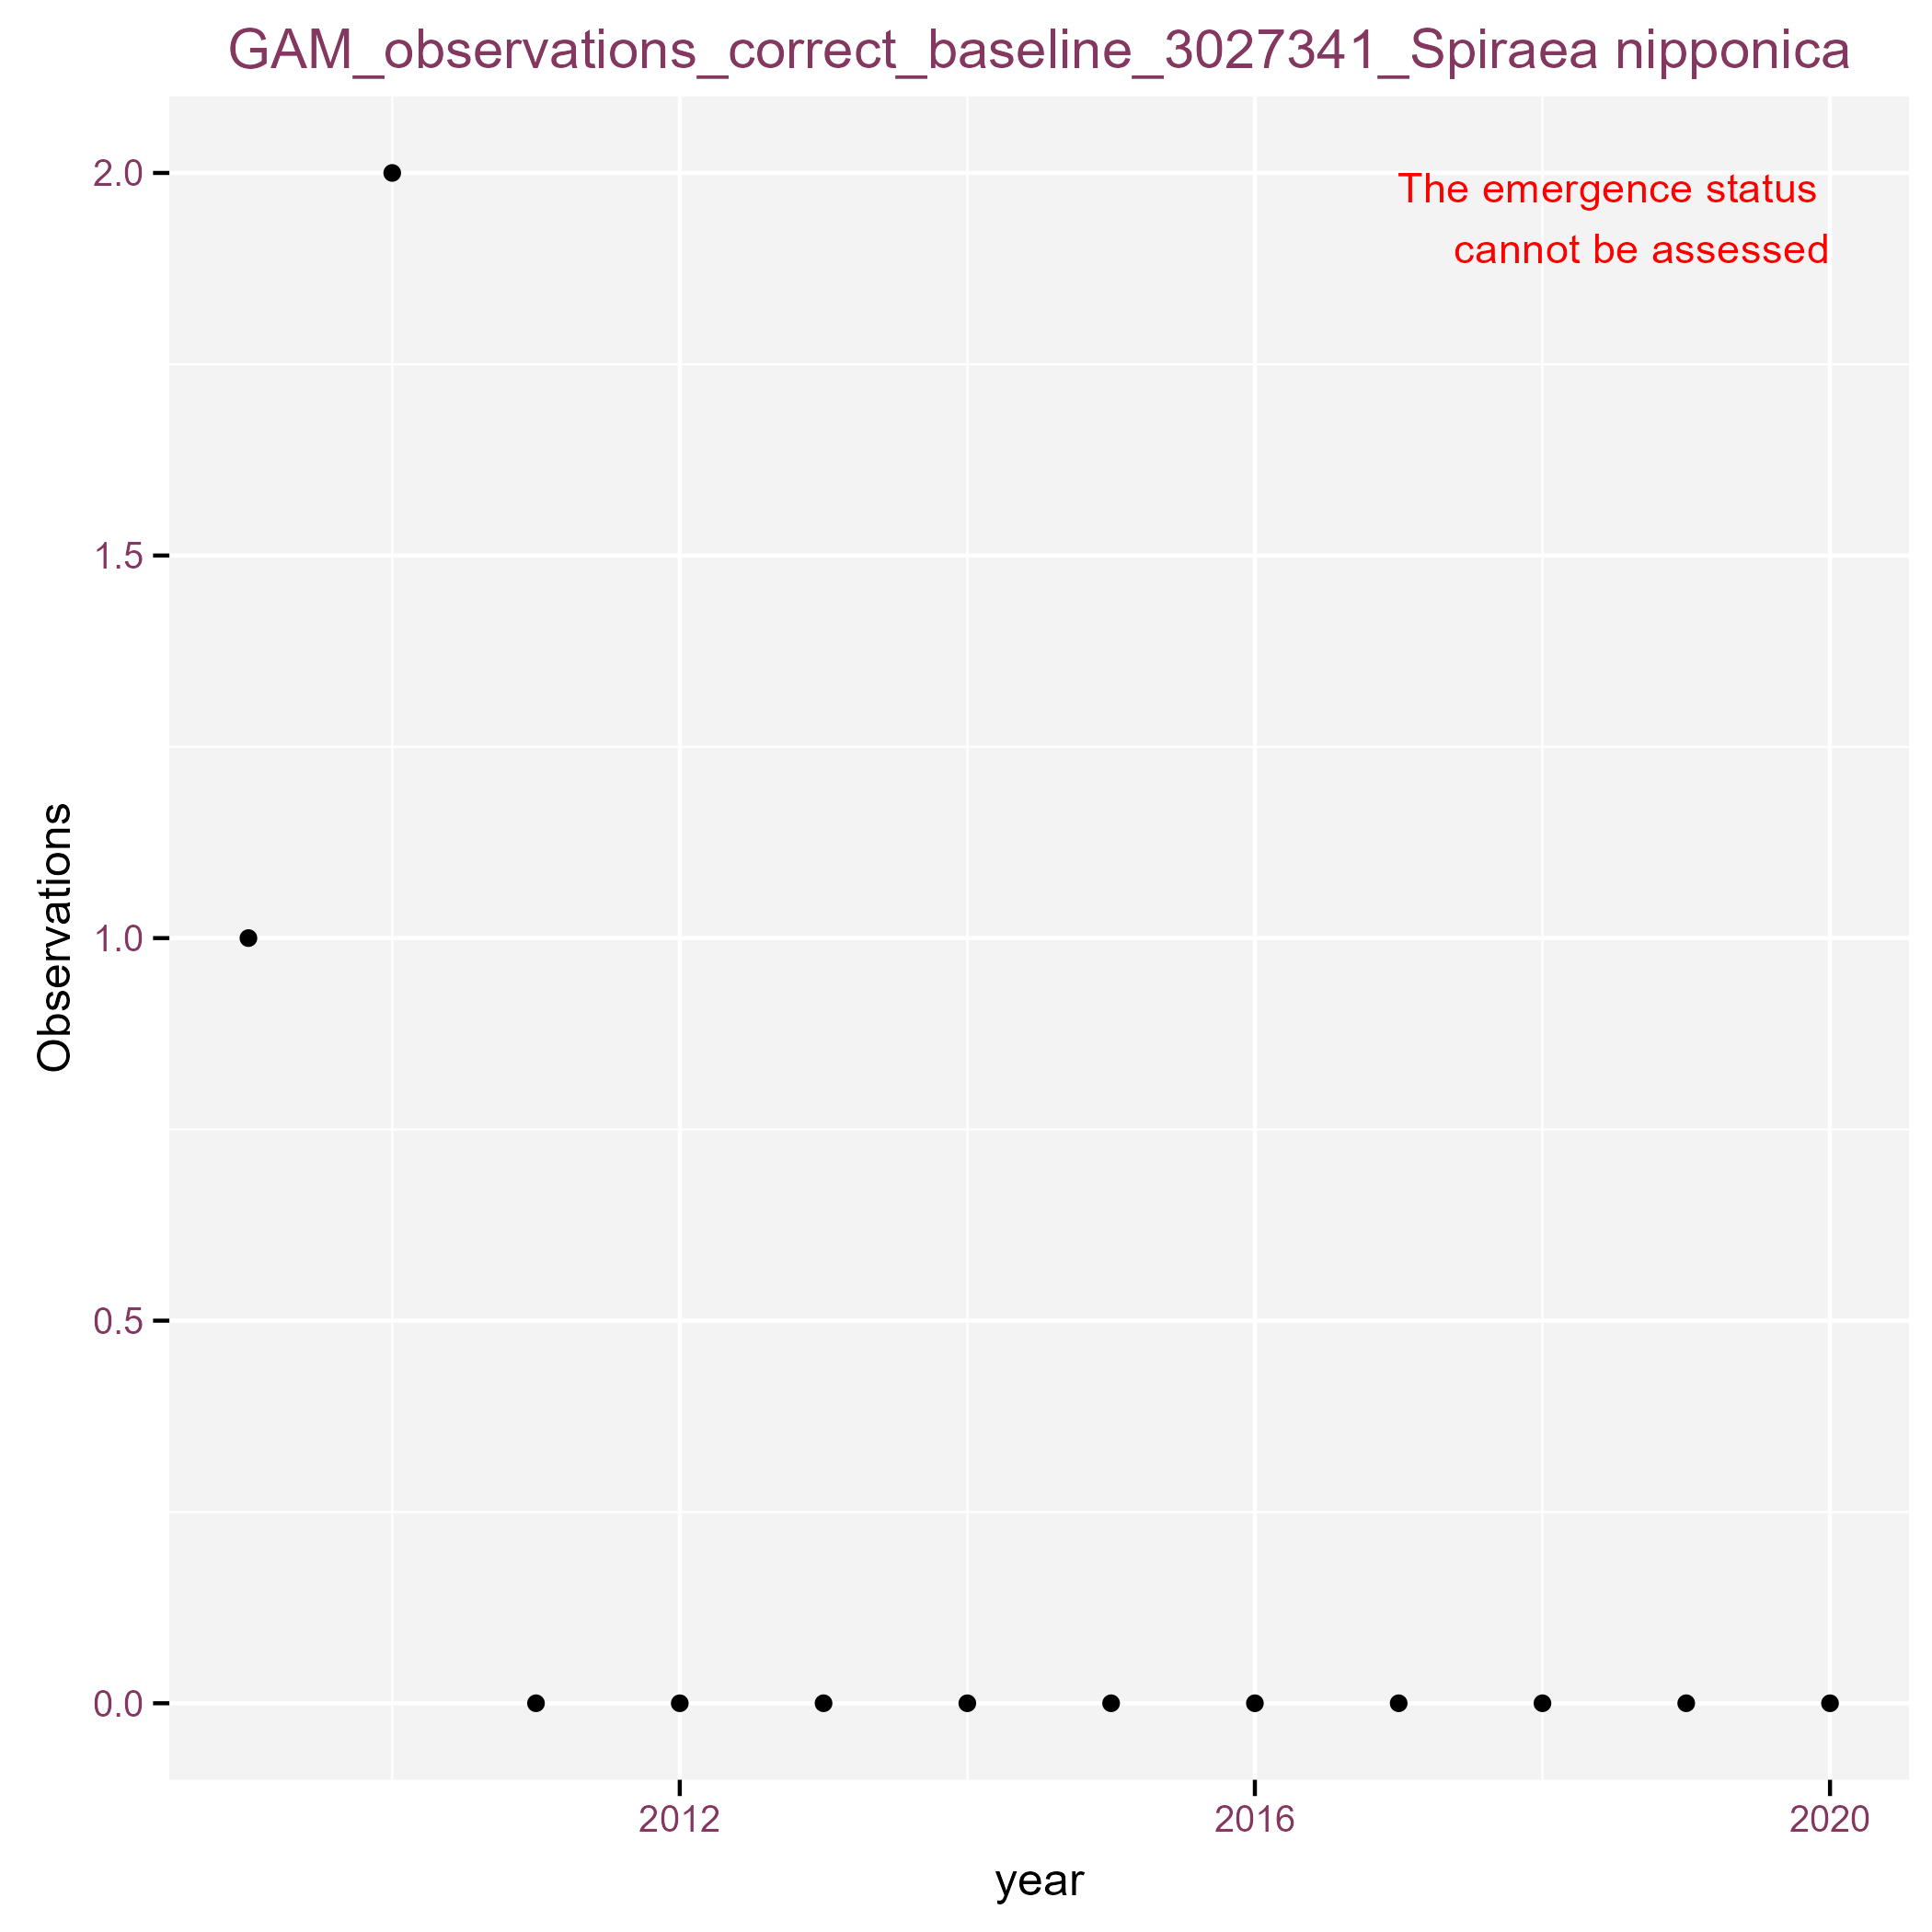 GAM_observations_correct_baseline_3027341_Spiraea nipponica
The emergence status
cannot be assessed
2.0
1.5
1.0
0.5
0.0
Observations
2012
2016
2020
year